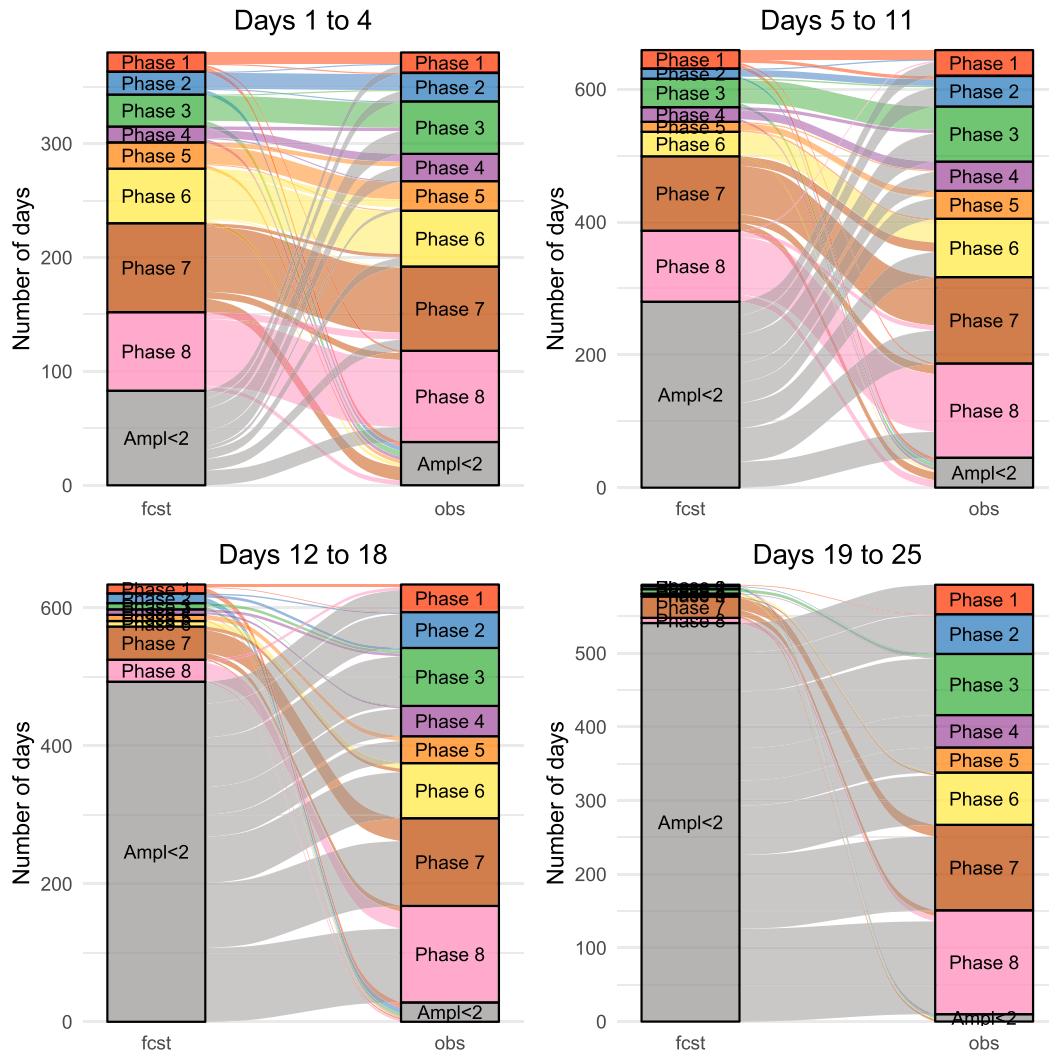 Days 1 to 4
Number of days
300
200
100
0
Phase 1
Phase 2
Phase 3
Phase 4
Phase 5
Phase 6
Phase 7
Phase 8
Ampl<2
Phase 1
Phase 2
Phase 3
Phase 4
Phase 5
Phase 6
Phase 7
Phase 8
Ampl<2
fcst
obs
Days 5 to 11
Number of days
600
400
200
0
Phase 1
Phase 2
Phase 3
Phase 4
Phase 5
Phase 6
Phase 7
Phase 8
Ampl<2
Phase 1
Phase 2
Phase 3
Phase 4
Phase 5
Phase 6
Phase 7
Phase 8
Ampl<2
fcst
obs
Days 12 to 18
Number of days
600
400
200
0
Phase 7
Phase 8
Ampl<2
Phase 1
Phase 2
Phase 3
Phase 4
Phase 5
Phase 6
Phase 7
Phase 8
Ampl<2
fcst
obs
Days 19 to 25
Number of days
500
400
300
200
100
0
Phase 7
Phase 8
Ampl<2
Phase 1
Phase 2
Phase 3
Phase 4
Phase 5
Phase 6
Phase 7
Phase 8
Ampl<2
fcst
obs